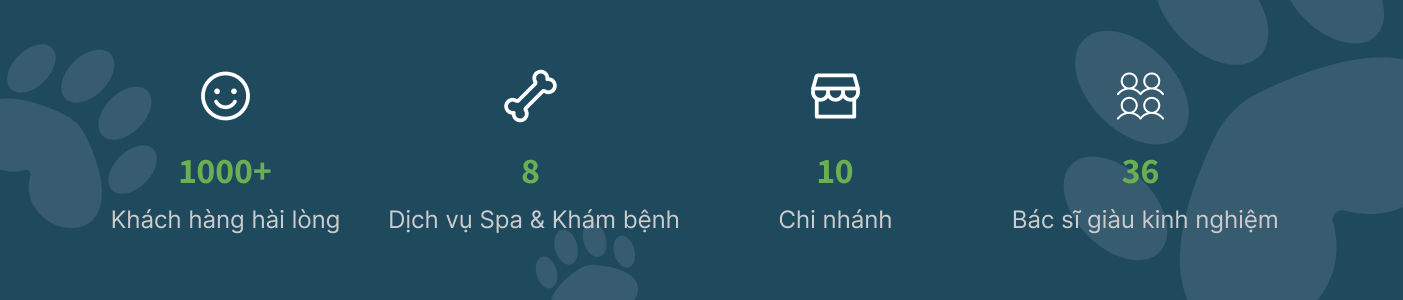 1000+
Khách hàng hài lòng
8
Dịch vụ Spa & Khám bệnh
10
Chi nhánh
36
Bác sĩ giàu kinh nghiệm